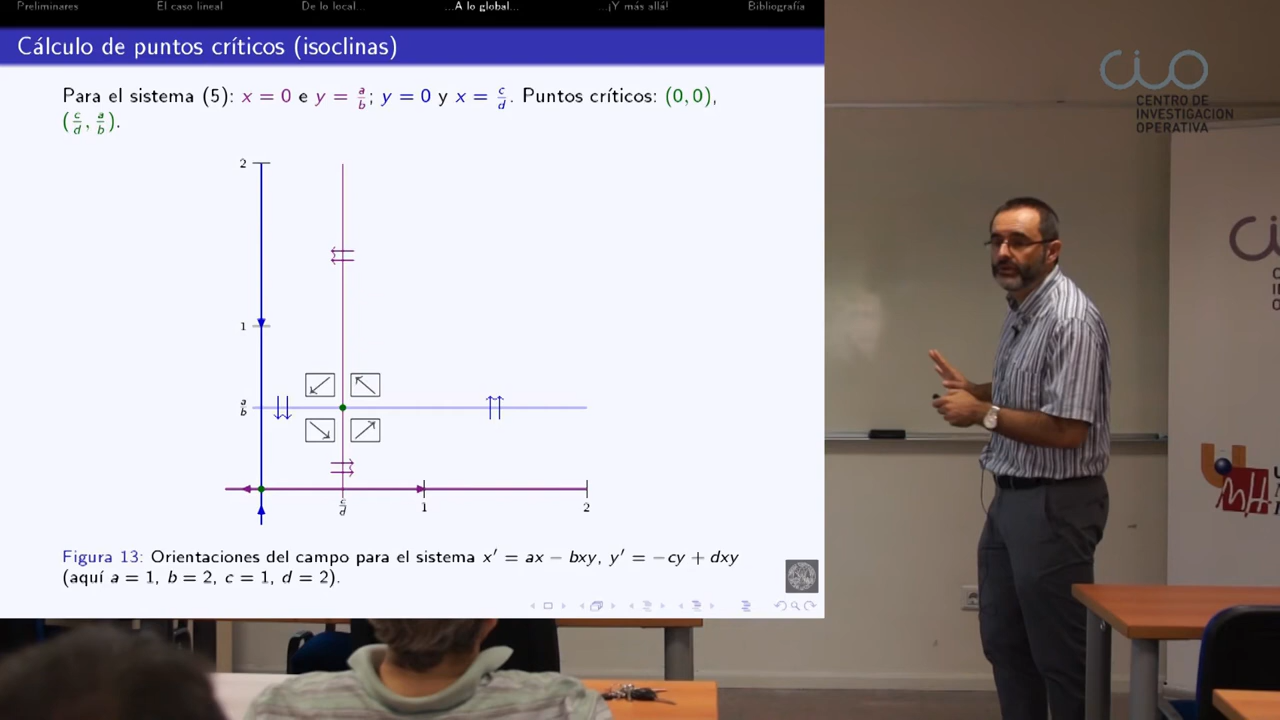 Preliminares El caso lineal De lo local... ...A lo global... ...¡Y más allá! Bibliografía
Cálculo de puntos críticos (isoclinas)
Para el sistema (5): x = 0 e y = a/b; y = 0 y x = c/d. Puntos críticos: (0, 0),
(c/d, a/b).
2
1
a/b
c/d
1
2
Figura 13: Orientaciones del campo para el sistema x′ = ax − bxy, y′ = −cy + dxy
(aquí a = 1, b = 2, c = 1, d = 2).
CIO
CENTRO DE
INVESTIGACION
OPERATIVA